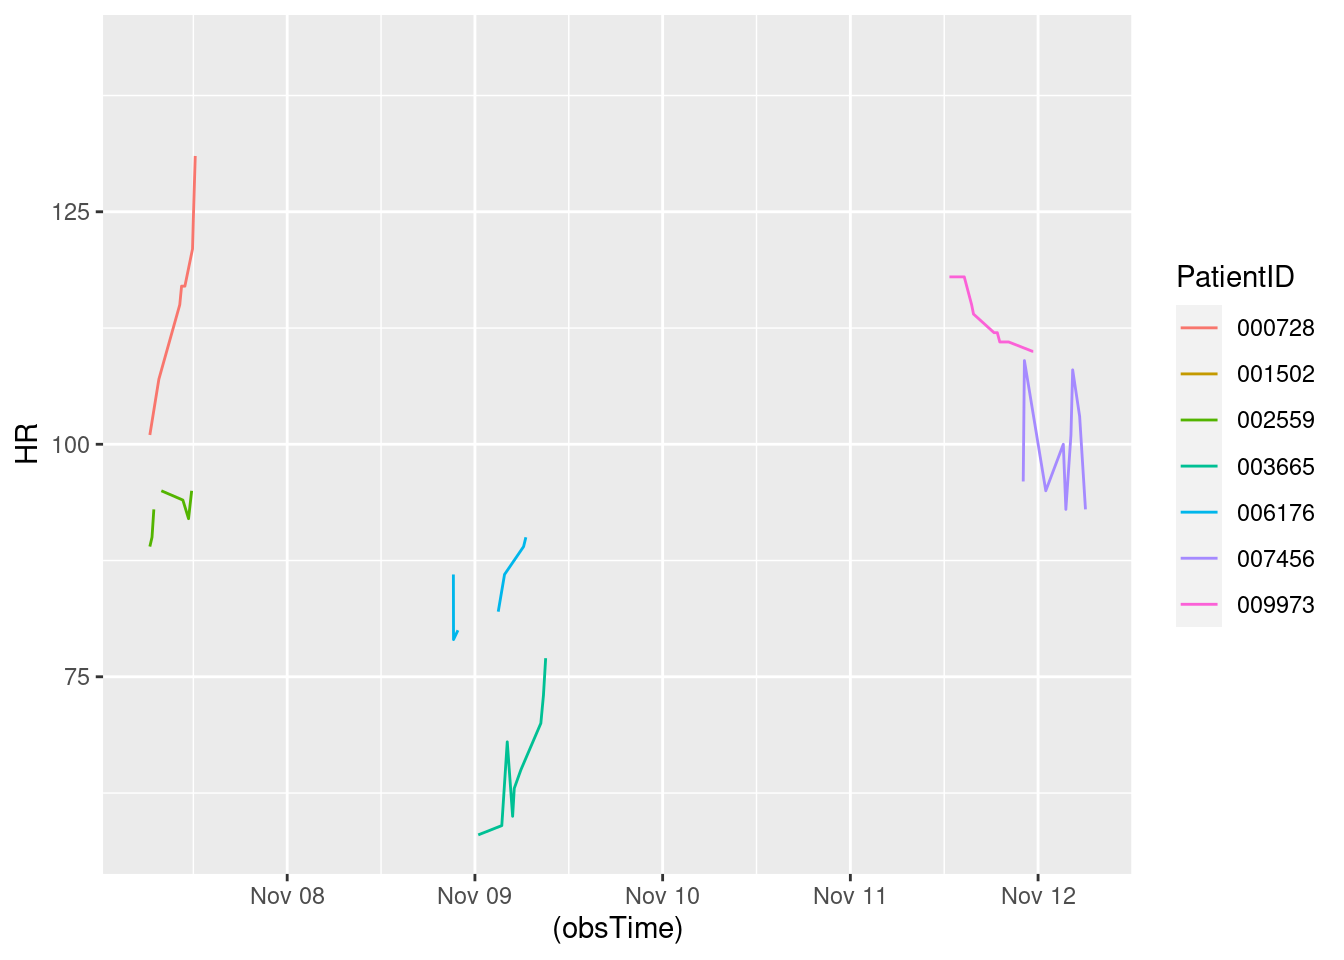 HR
125
100
75
Nov 08
Nov 09
Nov 10
Nov 11
Nov 12
(obsTime)
PatientID
000728
001502
002559
003665
006176
007456
009973